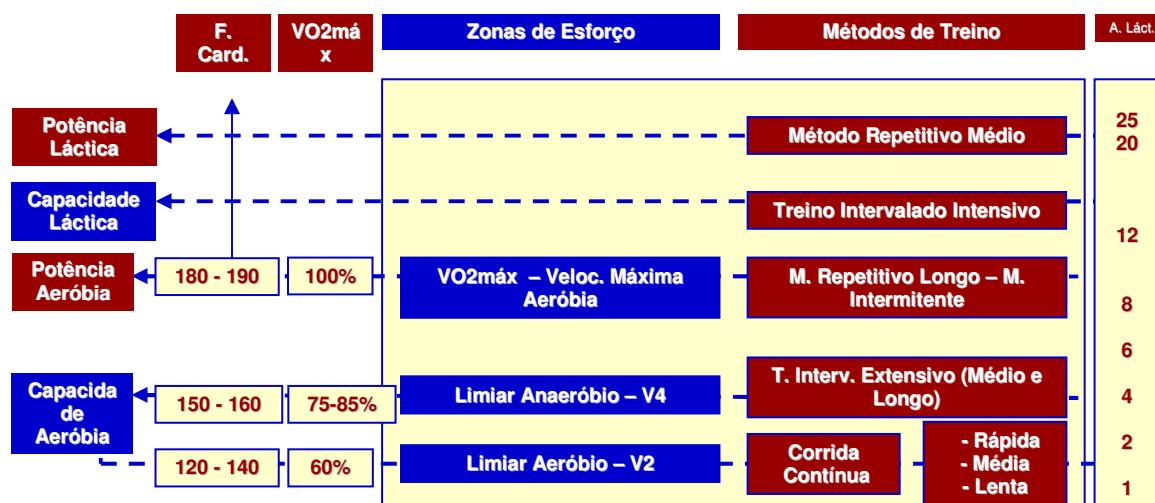 F.
Card.
VO2má
x
Zonas de Esforço
Métodos de Treino
A. Láct.
Potência
Láctica
Método Repetitivo Médio
25
20
Capacidade
Láctica
Treino Intervalado Intensivo
12
Potência
Aeróbia
180 - 190
100%
VO2máx – Veloc. Máxima
Aeróbia
M. Repetitivo Longo – M.
Intermitente
8
6
Capacida
de
Aeróbia
150 - 160
75-85%
Limiar Anaeróbio – V4
T. Interv. Extensivo (Médio e
Longo)
4
120 - 140
60%
Limiar Aeróbio – V2
Corrida
Contínua
- Rápida
- Média
- Lenta
2
1